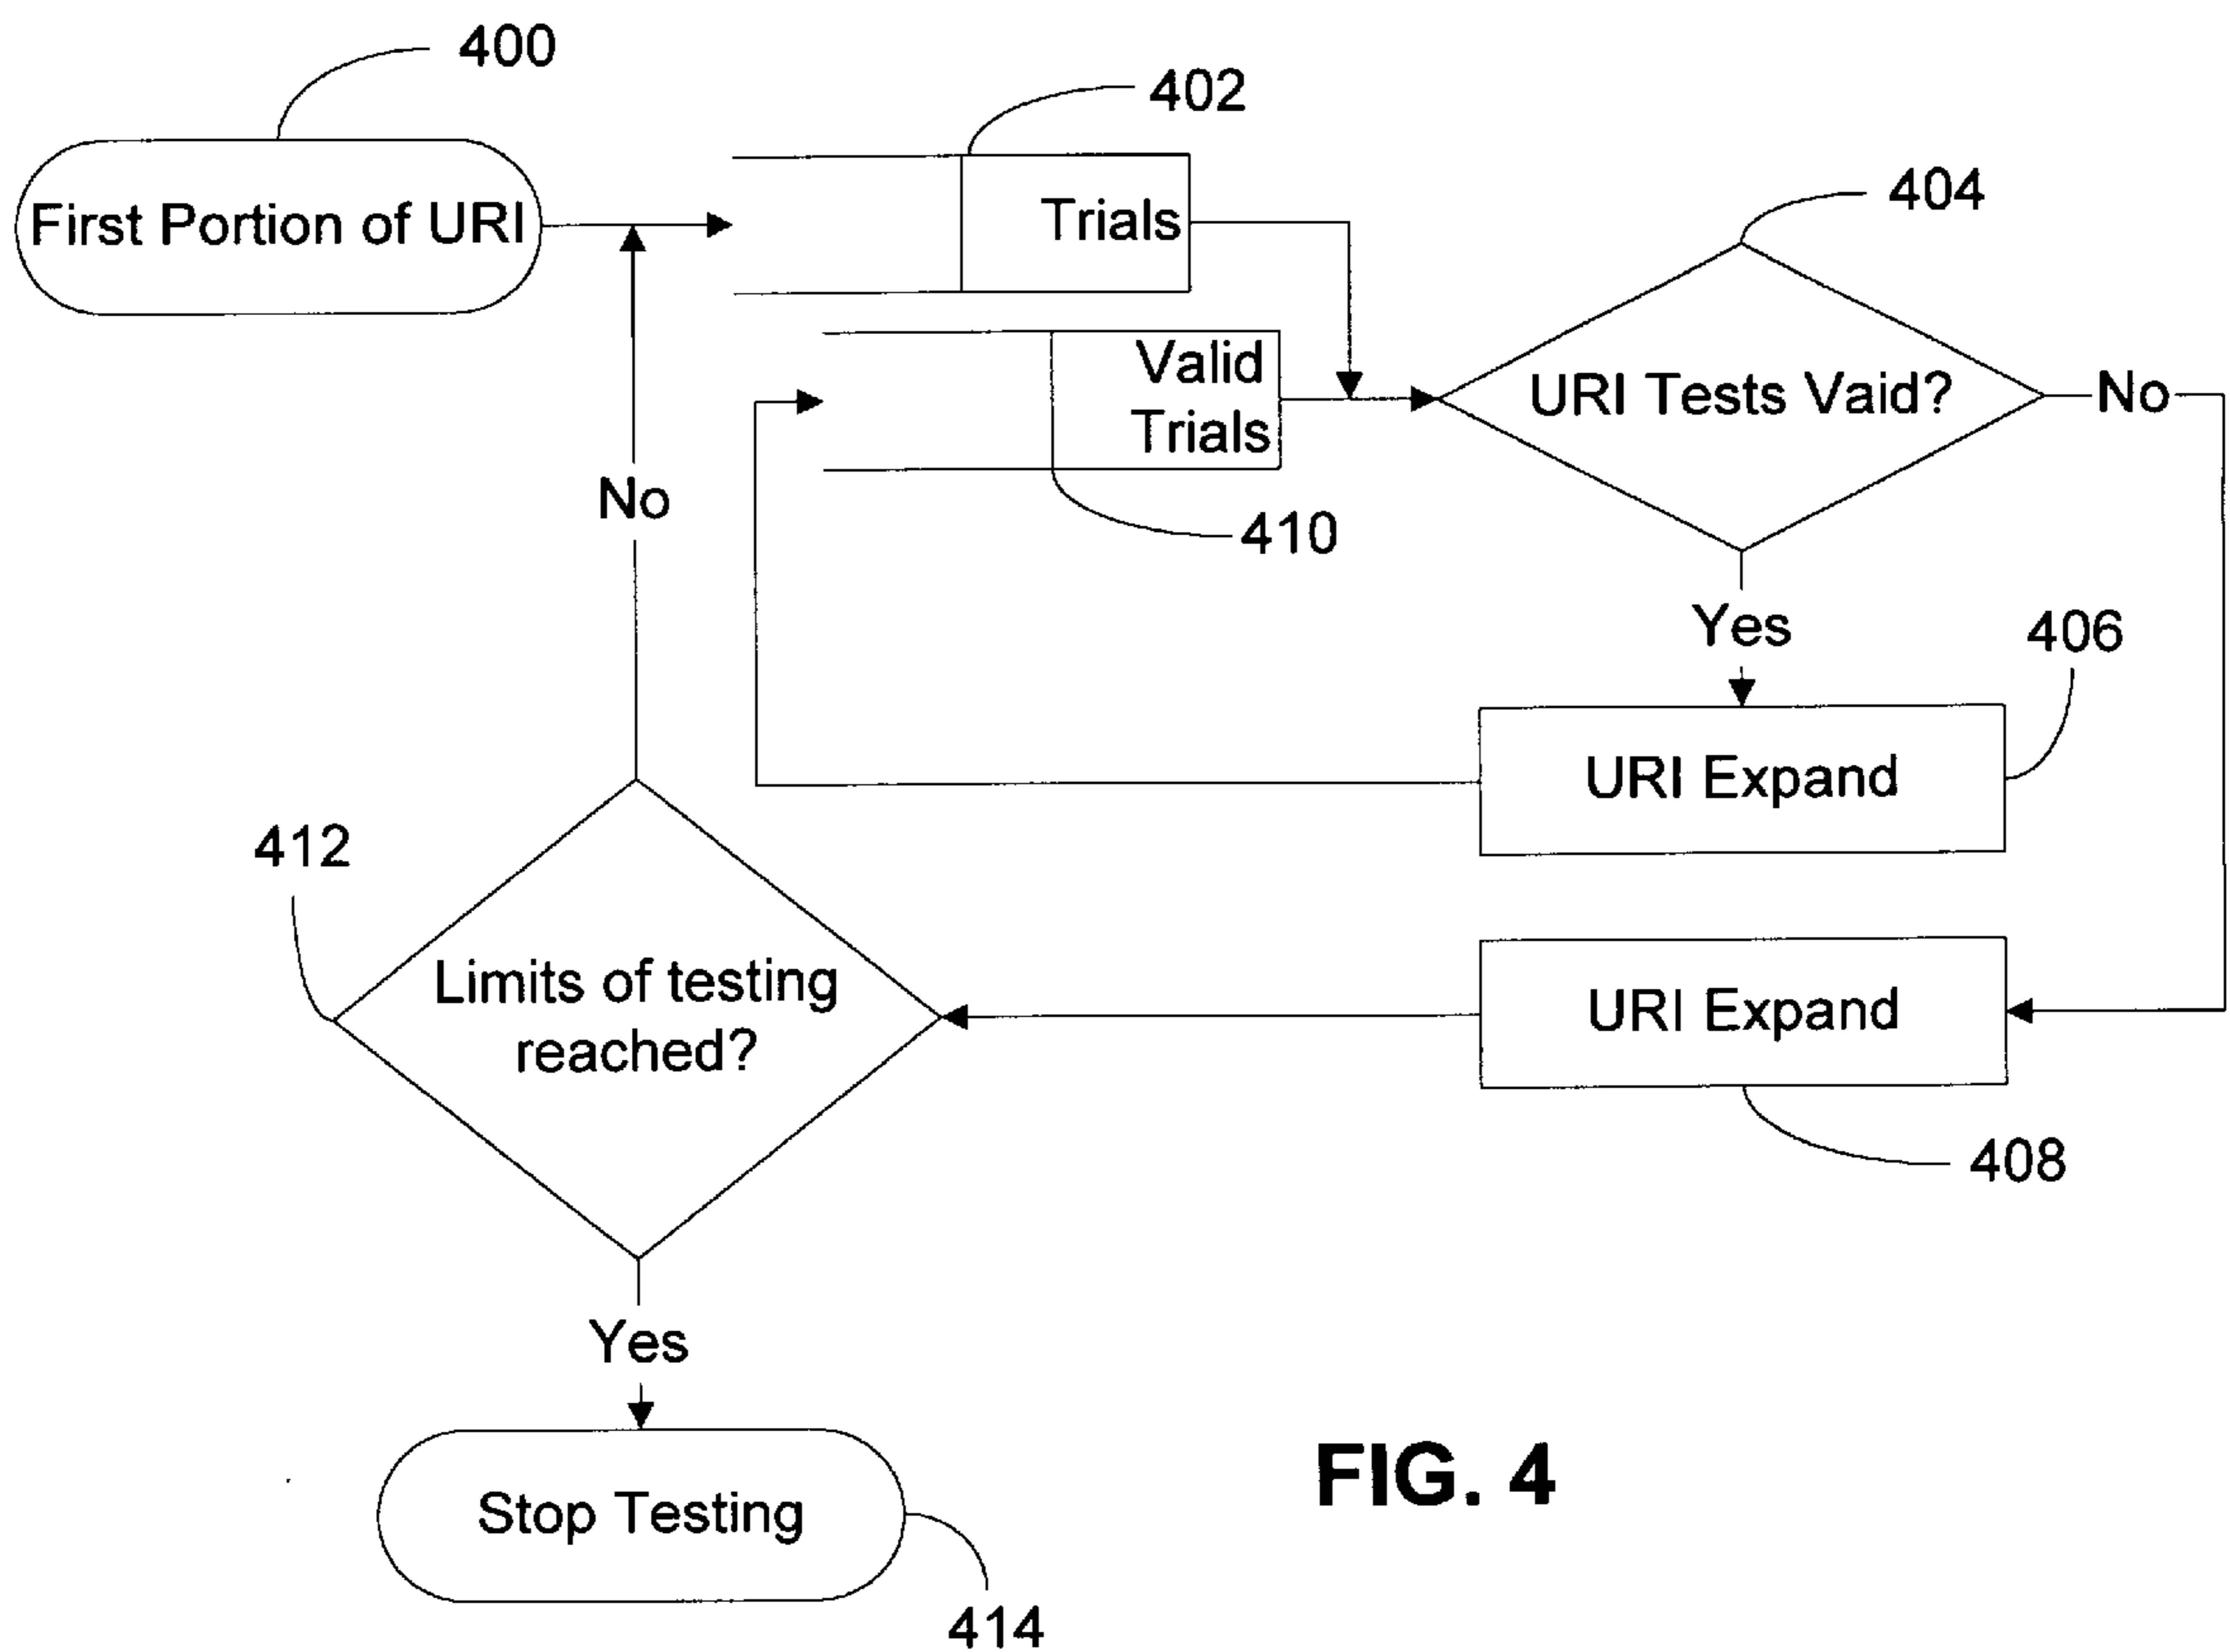 400
402
404
First Portion of URI
Trials
Valid
Trials
URI Tests Vaid?
No
No
410
Yes
406
URI Expand
412
Limits of testing
reached?
URI Expand
408
Yes
Stop Testing
FIG. 4
414